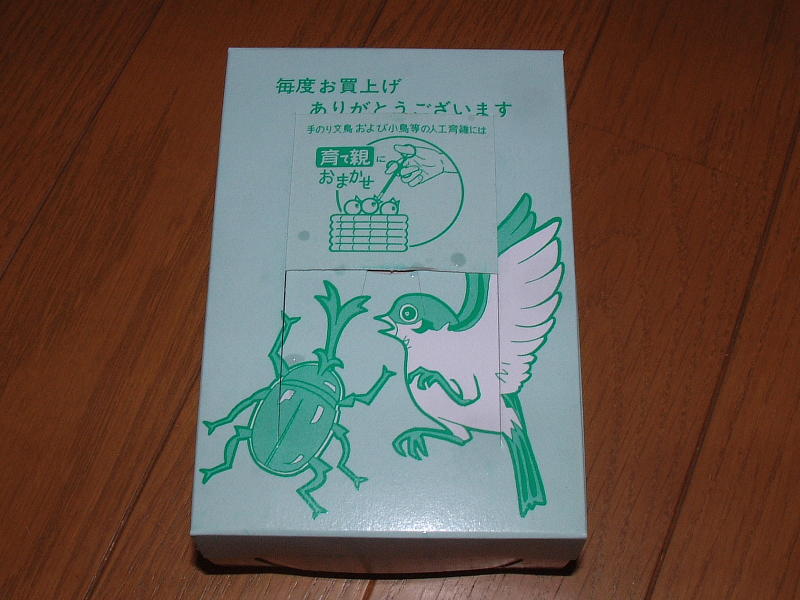 毎度お買上げ
ありがとうございます
手のり文鳥および小鳥等の人工育雛には
育て親に
おまかせ